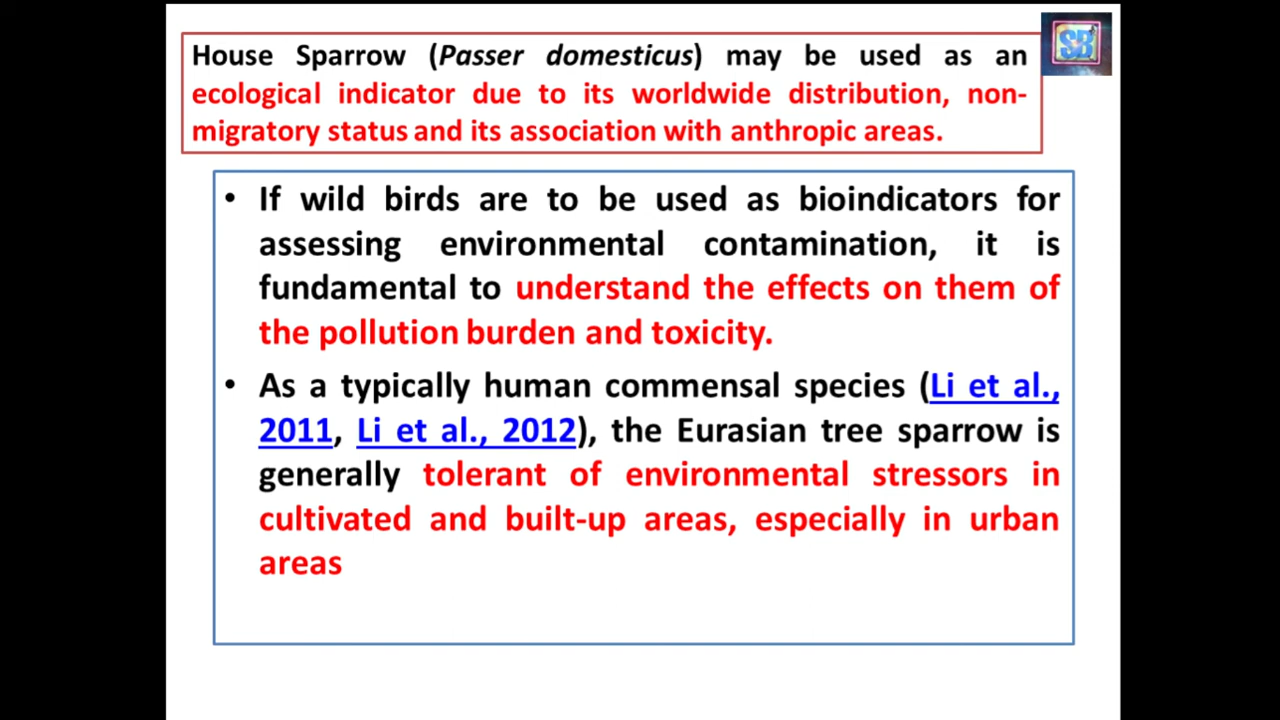 SB
House Sparrow (Passer domesticus) may be used as an
ecological indicator due to its worldwide distribution, non-
migratory status and its association with anthropic areas.
• If wild birds are to be used as bioindicators for
assessing environmental contamination, it is
fundamental to understand the effects on them of
the pollution burden and toxicity.
• As a typically human commensal species (Li et al.,
2011, Li et al., 2012), the Eurasian tree sparrow is
generally tolerant of environmental stressors in
cultivated and built-up areas, especially in urban
areas